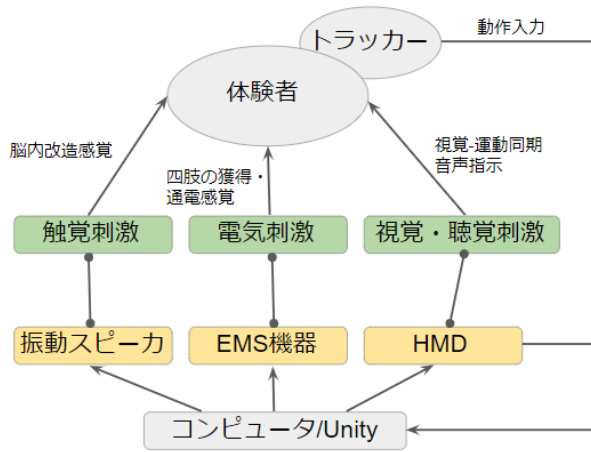 トラッカー
動作入力
体験者
脳内改造感覚
四肢の獲得・
通電感覚
視覚-運動同期
音声指示
触覚刺激
電気刺激
視覚・聴覚刺激
振動スピーカ
EMS機器
HMD
コンピュータ/Unity